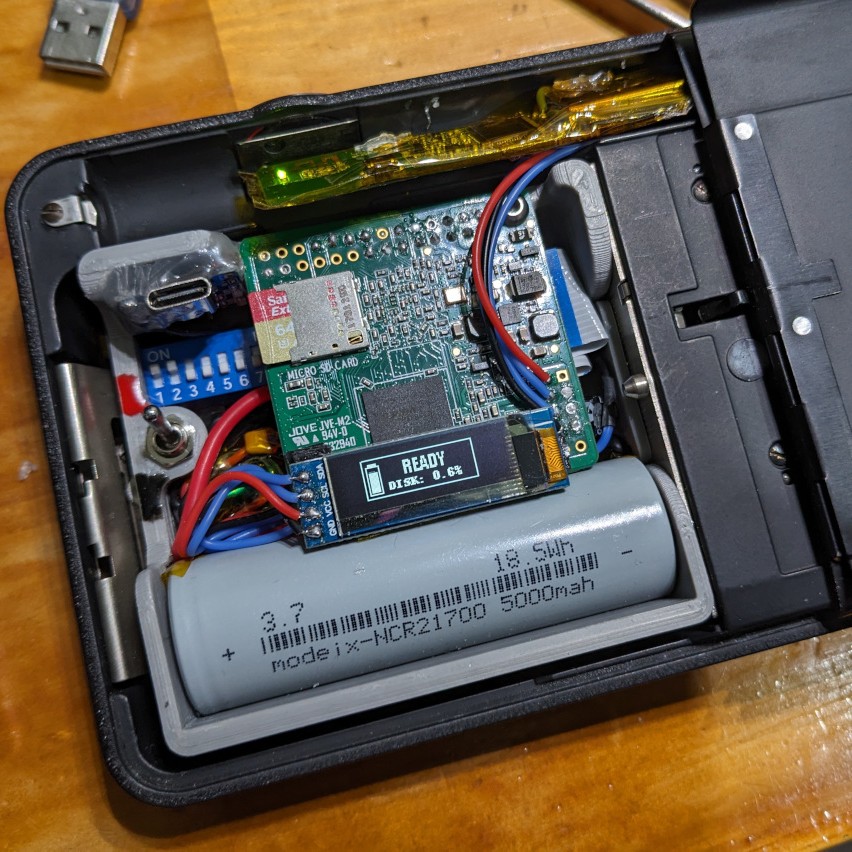 San
Ext
64
ON
1 2 3 4 5 6
MICRO SD CARD
JOVE JVE-M2
94V-0
READY
DISK: 0.6%
GND VCC SCL SDA
18.5Wh
3.7
+ -
modeix-NCR21700 5000mah